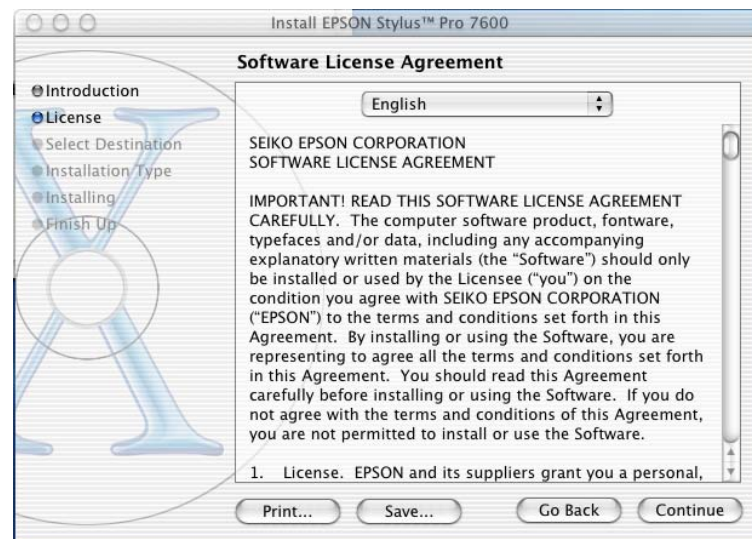 Install EPSON Stylus™ Pro 7600
Software License Agreement
Introduction
License
Select Destination
Installation Type
Installing
Finish Up
English
SEIKO EPSON CORPORATION
SOFTWARE LICENSE AGREEMENT
IMPORTANT! READ THIS SOFTWARE LICENSE AGREEMENT
CAREFULLY. The computer software product, fontware,
typefaces and/or data, including any accompanying
explanatory written materials (the “Software”) should only
be installed or used by the Licensee (“you”) on the
condition you agree with SEIKO EPSON CORPORATION
(“EPSON”) to the terms and conditions set forth in this
Agreement. By installing or using the Software, you are
representing to agree all the terms and conditions set forth
in this Agreement. You should read this Agreement
carefully before installing or using the Software. If you do
not agree with the terms and conditions of this Agreement,
you are not permitted to install or use the Software.
1. License. EPSON and its suppliers grant you a personal,
Print... Save... Go Back Continue